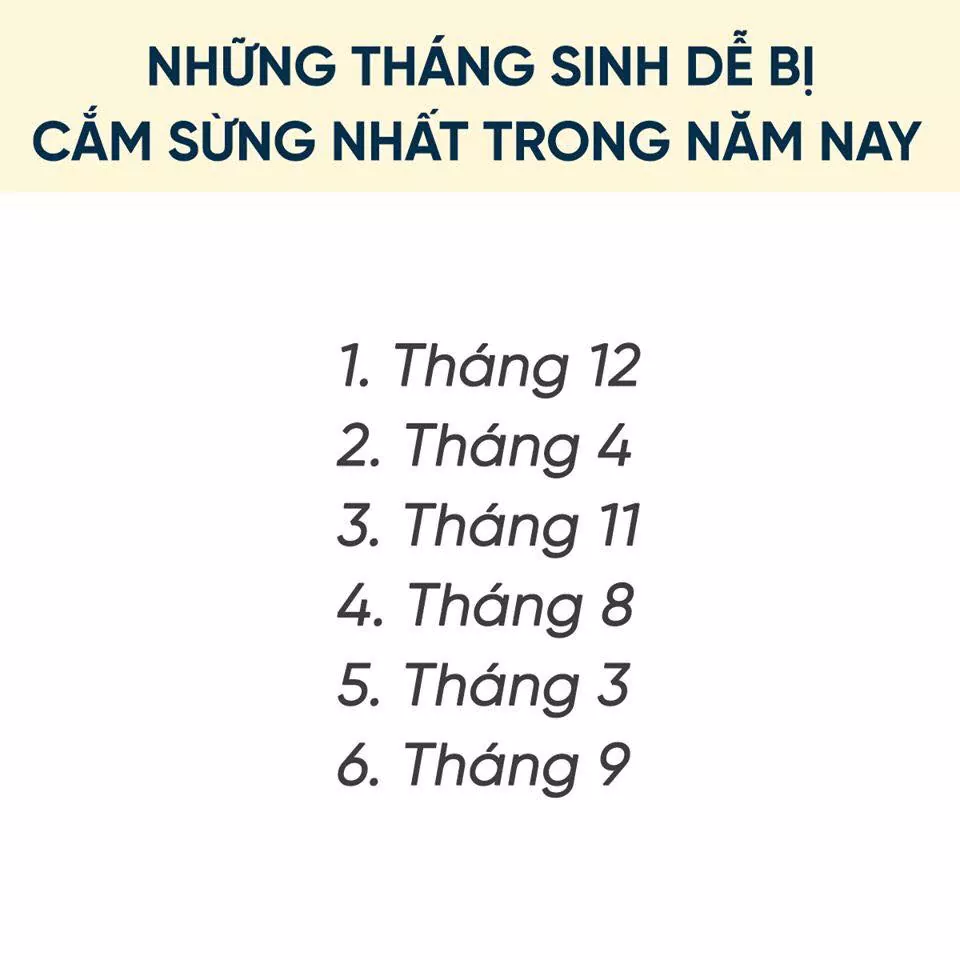 NHỮNG THÁNG SINH DỄ BỊ
CẮM SỪNG NHẤT TRONG NĂM NAY
1. Tháng 12
2. Tháng 4
3. Tháng 11
4. Tháng 8
5. Tháng 3
6. Tháng 9